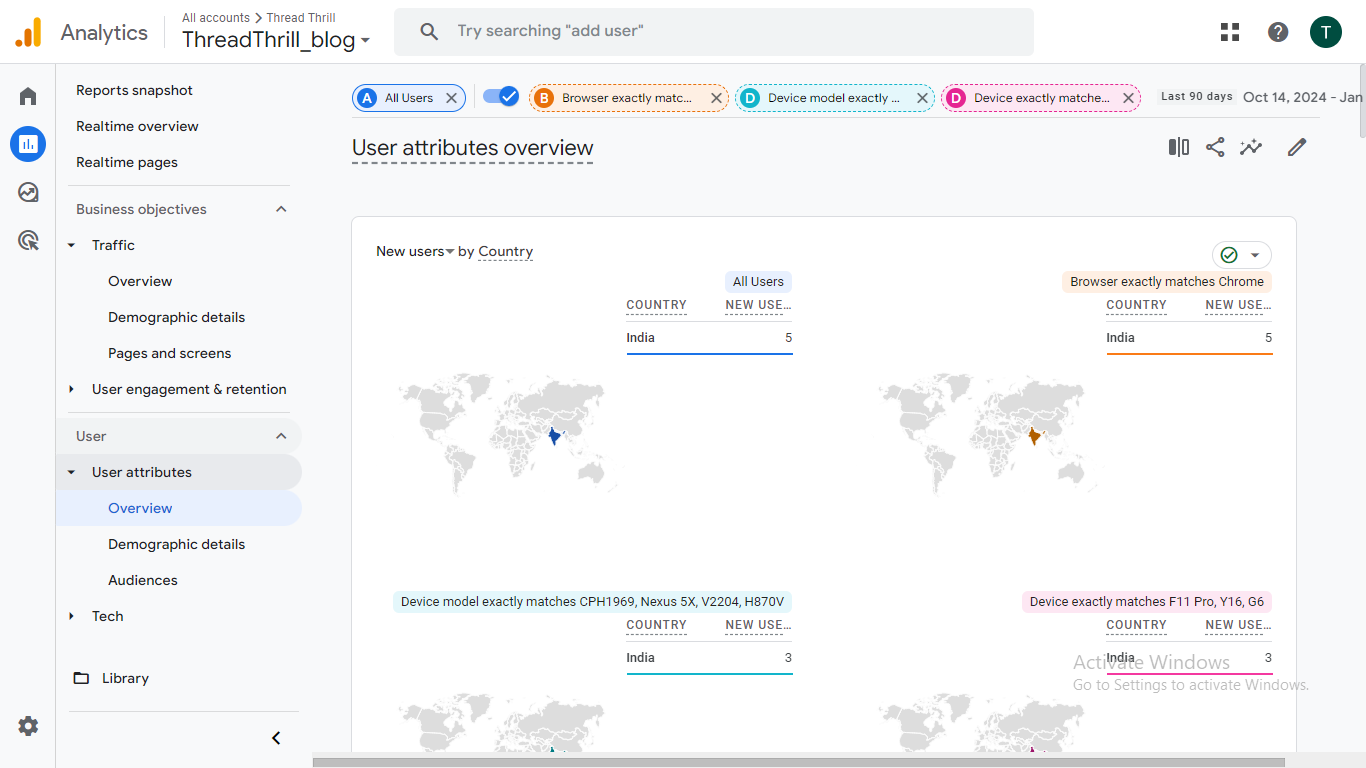 Analytics
All accounts > Thread Thrill
ThreadThrill_blog
Try searching "add user"
T
Reports snapshot
Realtime overview
Realtime pages
Business objectives
Traffic
Overview
Demographic details
Pages and screens
User engagement & retention
User
User attributes
Overview
Demographic details
Audiences
Tech
Library
A All Users
B Browser exactly matc...
D Device model exactly ...
D Device exactly matche...
Last 90 days Oct 14, 2024 - Jan
User attributes overview
New users by Country
All Users
COUNTRY NEW USE...
India 5
Browser exactly matches Chrome
COUNTRY NEW USE...
India 5
Device model exactly matches CPH1969, Nexus 5X, V2204, H870V
COUNTRY NEW USE...
India 3
Device exactly matches F11 Pro, Y16, G6
COUNTRY NEW USE...
India 3
Activate Windows
Go to Settings to activate Windows.